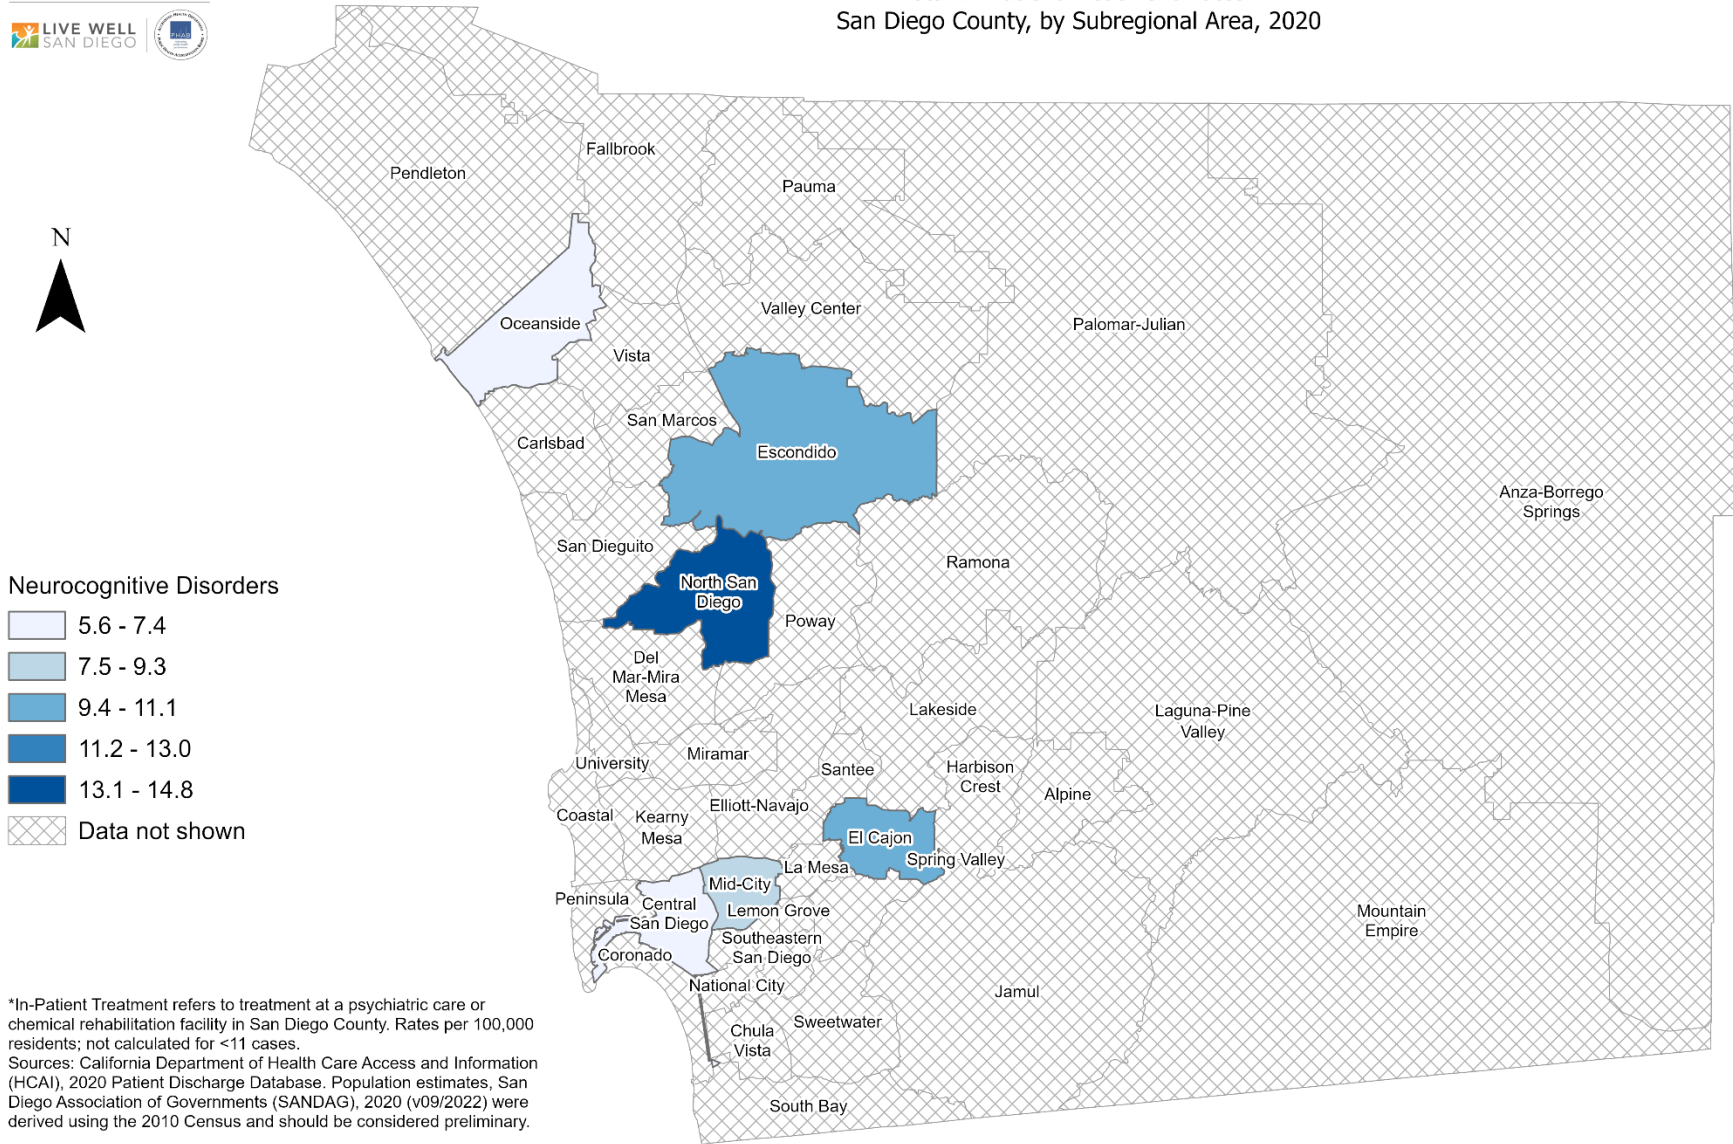 LIVE WELL
SAN DIEGO
PHAB
San Diego County, by Subregional Area, 2020
N
Pendleton
Fallbrook
Pauma
Oceanside
Valley Center
Palomar-Julian
Vista
San Marcos
Carlsbad
Escondido
Anza-Borrego
Springs
San Dieguito
Ramona
North San
Diego
Poway
Del
Mar-Mira
Mesa
Lakeside
Laguna-Pine
Valley
Miramar
University
Santee
Harbison
Crest
Alpine
Coastal
Kearny
Mesa
Elliott-Navajo
El Cajon
Spring Valley
La Mesa
Mid-City
Peninsula
Central
San Diego
Lemon Grove
Mountain
Empire
Southeastern
San Diego
Coronado
National City
Jamul
Chula
Vista
Sweetwater
South Bay
Neurocognitive Disorders
5.6 - 7.4
7.5 - 9.3
9.4 - 11.1
11.2 - 13.0
13.1 - 14.8
Data not shown
*In-Patient Treatment refers to treatment at a psychiatric care or
chemical rehabilitation facility in San Diego County. Rates per 100,000
residents; not calculated for <11 cases.
Sources: California Department of Health Care Access and Information
(HCAI), 2020 Patient Discharge Database. Population estimates, San
Diego Association of Governments (SANDAG), 2020 (v09/2022) were
derived using the 2010 Census and should be considered preliminary.